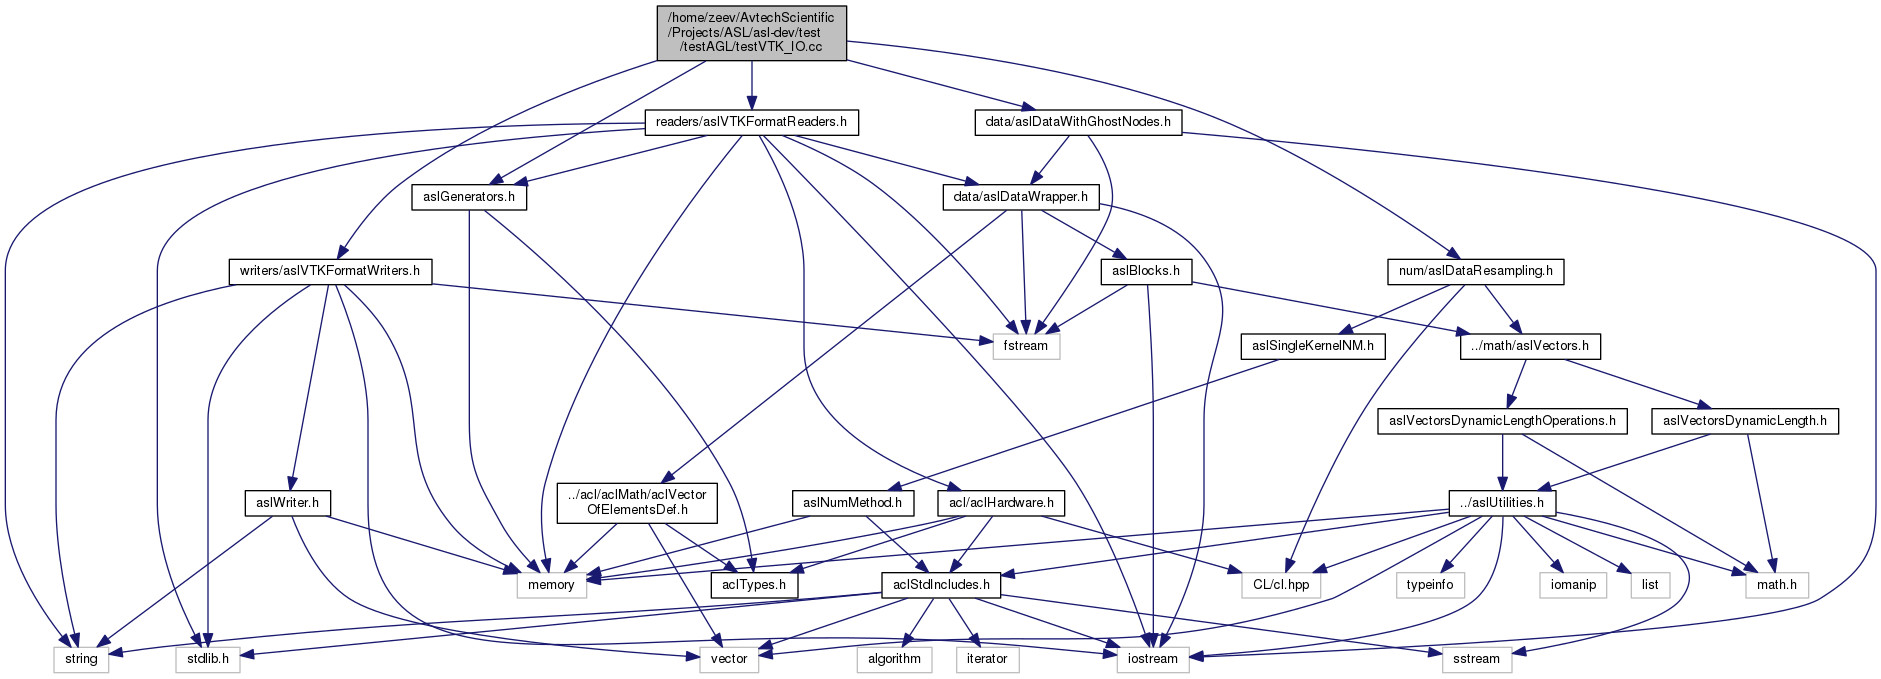 /home/zeev/AvtechScientific
/Projects/ASL/asl-dev/test
/testAGL/testVTK_IO.cc
readers/aslVTKFormatReaders.h
data/aslDataWithGhostNodes.h
aslGenerators.h
data/aslDataWrapper.h
writers/aslVTKFormatWriters.h
aslBlocks.h
num/aslDataResampling.h
fstream
aslSingleKernelNM.h
../math/aslVectors.h
aslVectorsDynamicLengthOperations.h
aslVectorsDynamicLength.h
aslWriter.h
../acl/aclMath/aclVector
OfElementsDef.h
aslNumMethod.h
acl/aclHardware.h
../aslUtilities.h
memory
aclTypes.h
aclStdIncludes.h
CL/cl.hpp
typeinfo
iomanip
list
math.h
string
stdlib.h
vector
algorithm
iterator
iostream
sstream